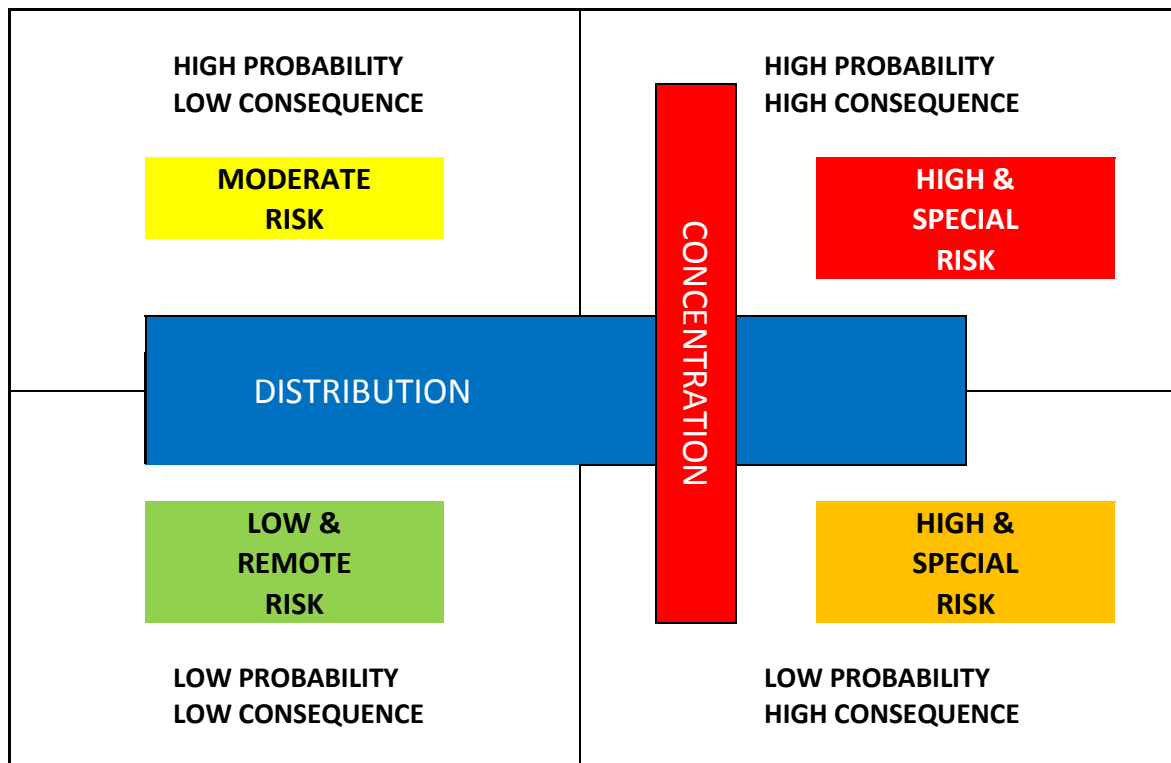 HIGH PROBABILITY
LOW CONSEQUENCE
MODERATE
RISK
HIGH PROBABILITY
HIGH CONSEQUENCE
HIGH &
SPECIAL
RISK
CONCENTRATION
DISTRIBUTION
LOW &
REMOTE
RISK
LOW PROBABILITY
LOW CONSEQUENCE
HIGH &
SPECIAL
RISK
LOW PROBABILITY
HIGH CONSEQUENCE